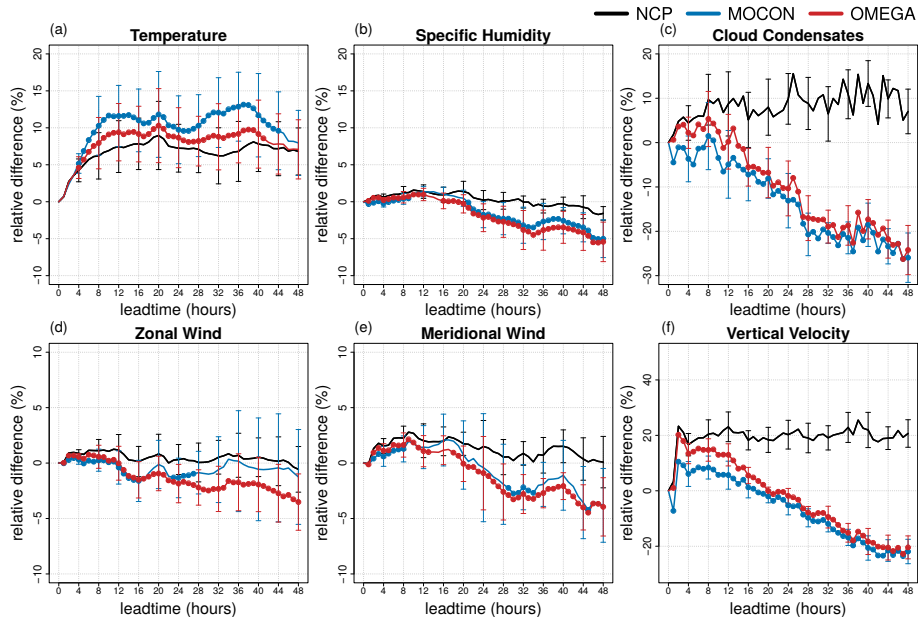 NCP MOCON OMEGA
(a) Temperature
(b) Specific Humidity
(c) Cloud Condensates
relative difference (%)
20
15
10
5
0
-5
-10
0 4 8 12 16 20 24 28 32 36 40 44 48
leadtime (hours)
relative difference (%)
20
15
10
5
0
-5
-10
0 4 8 12 16 20 24 28 32 36 40 44 48
leadtime (hours)
relative difference (%)
20
10
0
-10
-20
-30
0 4 8 12 16 20 24 28 32 36 40 44 48
leadtime (hours)
(d) Zonal Wind
(e) Meridional Wind
(f) Vertical Velocity
relative difference (%)
10
5
0
-5
-10
0 4 8 12 16 20 24 28 32 36 40 44 48
leadtime (hours)
relative difference (%)
10
5
0
-5
-10
0 4 8 12 16 20 24 28 32 36 40 44 48
leadtime (hours)
relative difference (%)
40
20
0
-20
0 4 8 12 16 20 24 28 32 36 40 44 48
leadtime (hours)